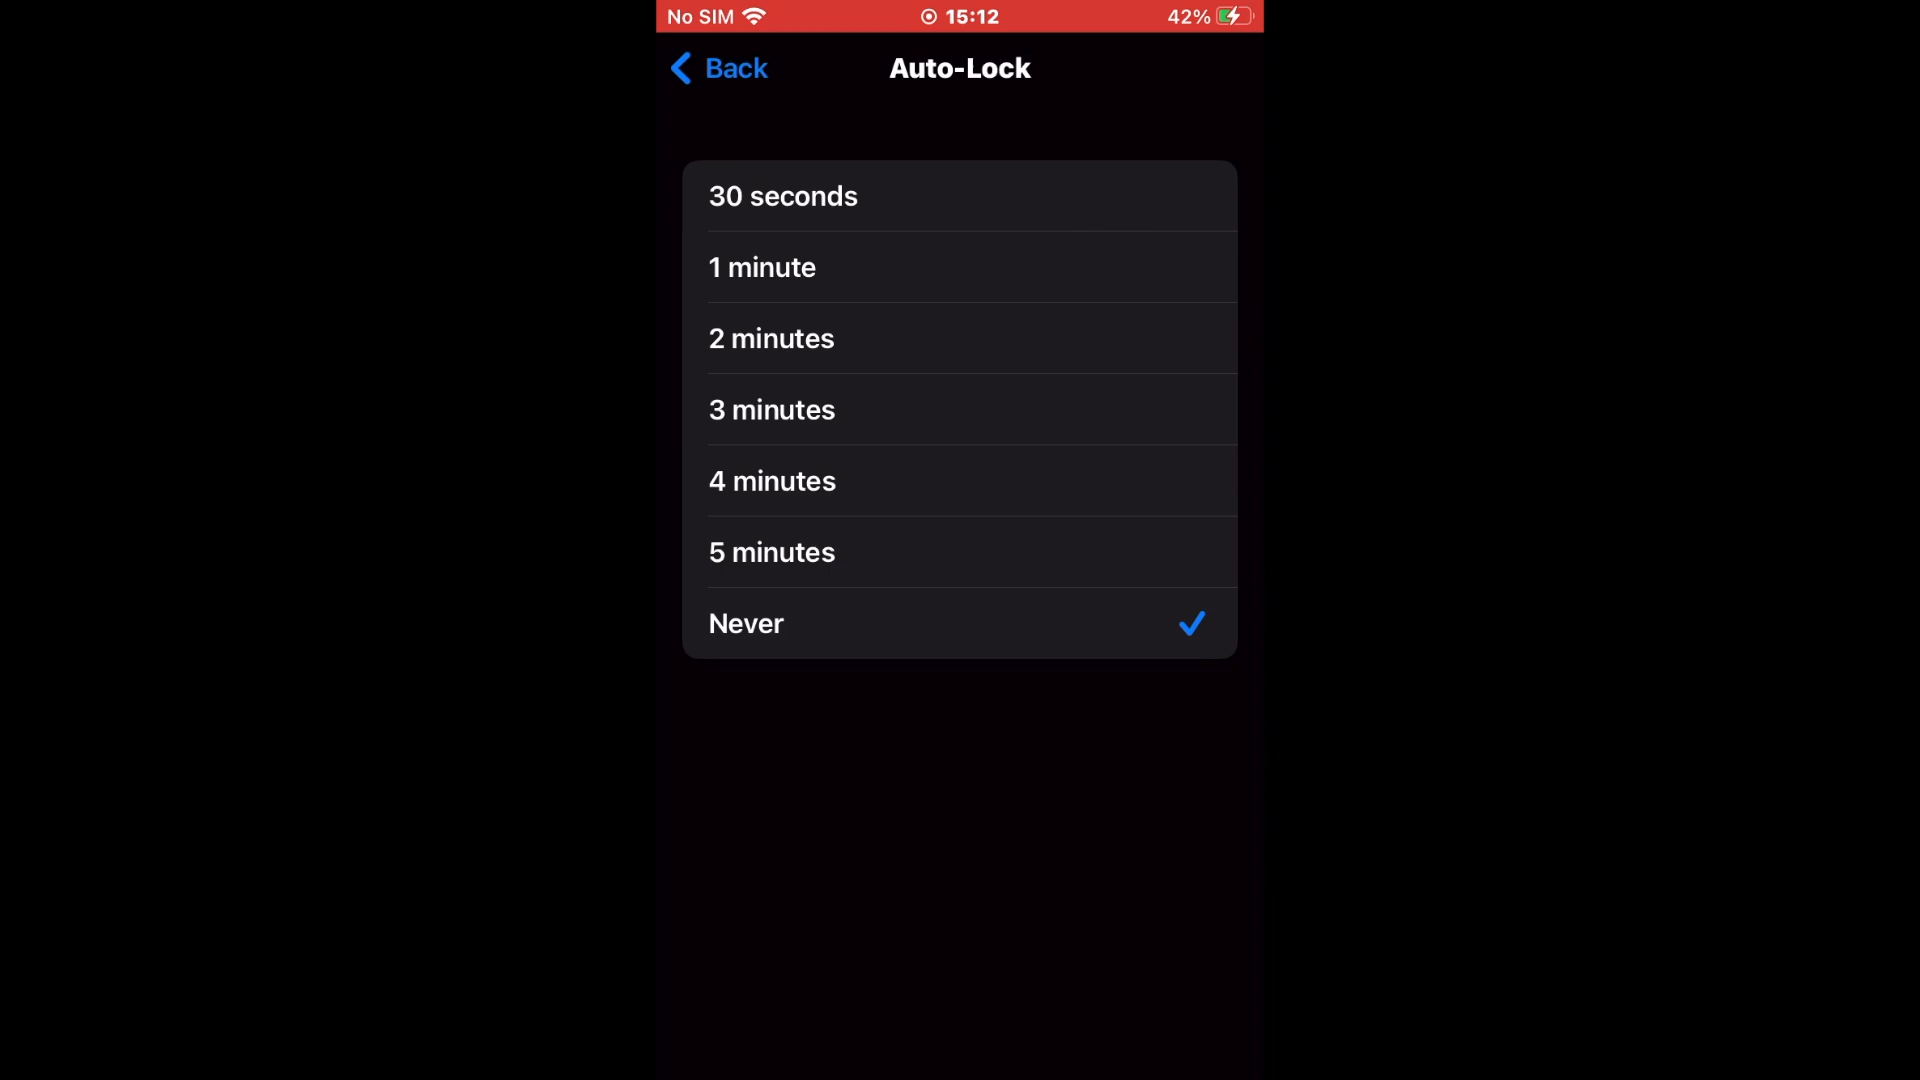 No SIM 15:12 42%
Back Auto-Lock
30 seconds
1 minute
2 minutes
3 minutes
4 minutes
5 minutes
Never